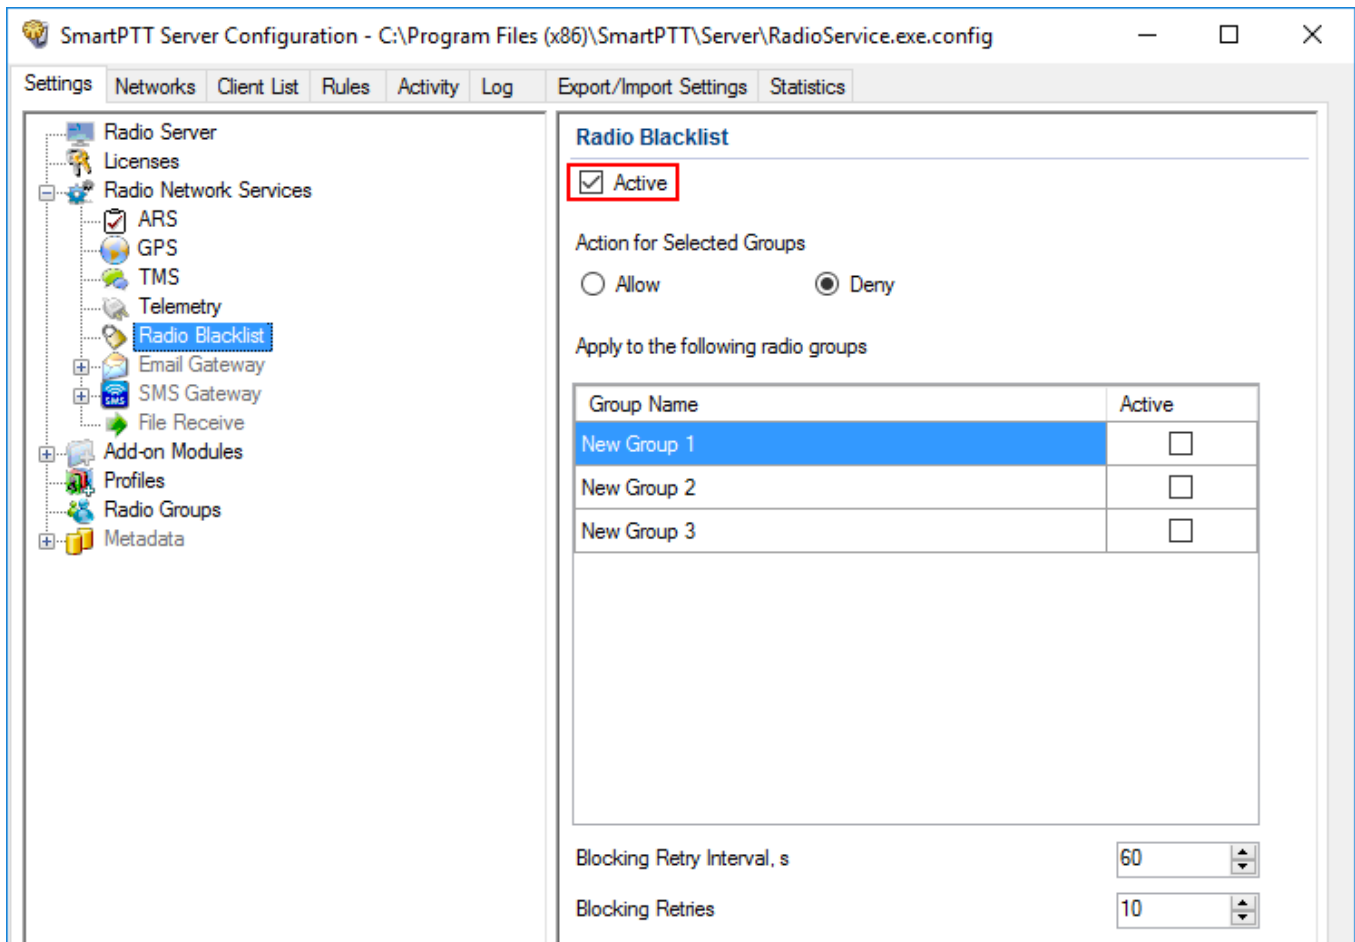 SmartPTT Server Configuration - C:\Program Files (x86)\SmartPTT\Server\RadioService.exe.config
Settings Networks Client List Rules Activity Log Export/Import Settings Statistics
Radio Server
Licenses
Radio Network Services
ARS
GPS
TMS
Telemetry
Radio Blacklist
Email Gateway
SMS
SMS Gateway
File Receive
Add-on Modules
Profiles
Radio Groups
Metadata
Radio Blacklist
Active
Action for Selected Groups
Allow Deny
Apply to the following radio groups
Group Name Active
New Group 1
New Group 2
New Group 3
Blocking Retry Interval, s 60
Blocking Retries 10